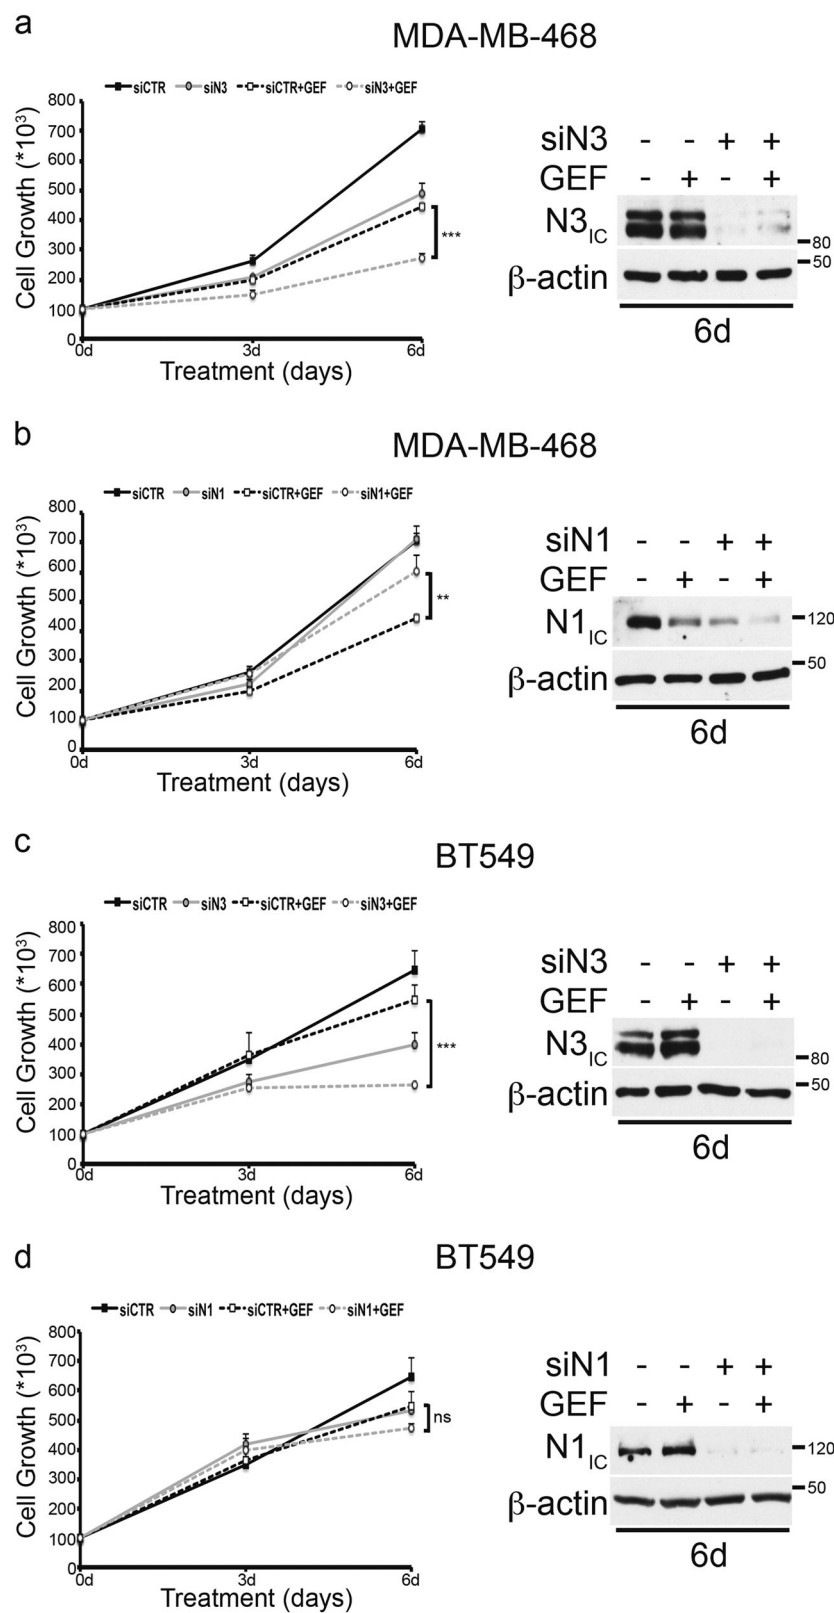 a
MDA-MB-468
siCTR siN3 siCTR+GEF siN3+GEF
Cell Growth (*10³)
800
700
600
500
400
300
200
100
0
***
0d 3d 6d
Treatment (days)
siN3 - - + +
GEF - + - +
N3IC
80
50
β-actin
6d
b
MDA-MB-468
siCTR siN1 siCTR+GEF siN1+GEF
Cell Growth (*10³)
800
700
600
500
400
300
200
100
0
**
0d 3d 6d
Treatment (days)
siN1 - - + +
GEF - + - +
N1IC
120
50
β-actin
6d
c
BT549
siCTR siN3 siCTR+GEF siN3+GEF
Cell Growth (*10³)
800
700
600
500
400
300
200
100
0
***
0d 3d 6d
Treatment (days)
siN3 - - + +
GEF - + - +
N3IC
80
50
β-actin
6d
d
BT549
siCTR siN1 siCTR+GEF siN1+GEF
Cell Growth (*10³)
800
700
600
500
400
300
200
100
0
ns
0d 3d 6d
Treatment (days)
siN1 - - + +
GEF - + - +
N1IC
120
50
β-actin
6d